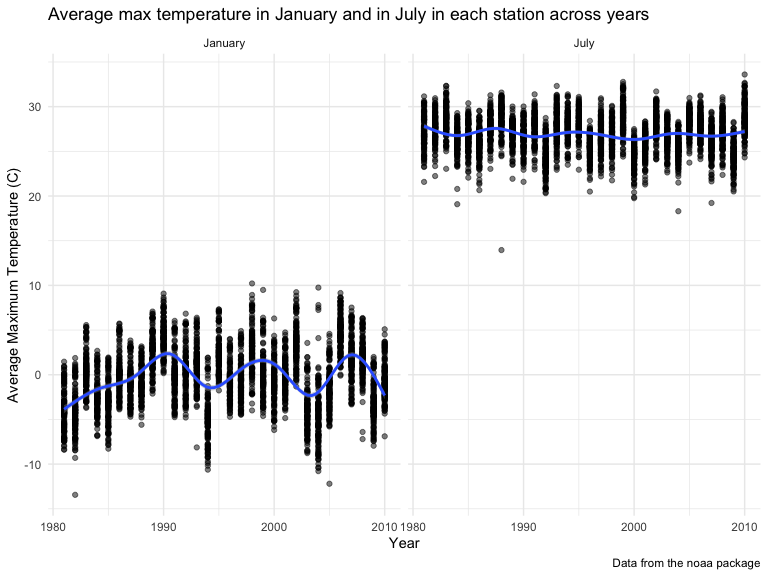 Average max temperature in January and in July in each station across years
January
July
30
20
10
0
-10
Average Maximum Temperature (C)
1980
1990
2000
2010
1980
1990
2000
2010
Year
Data from the noaa package